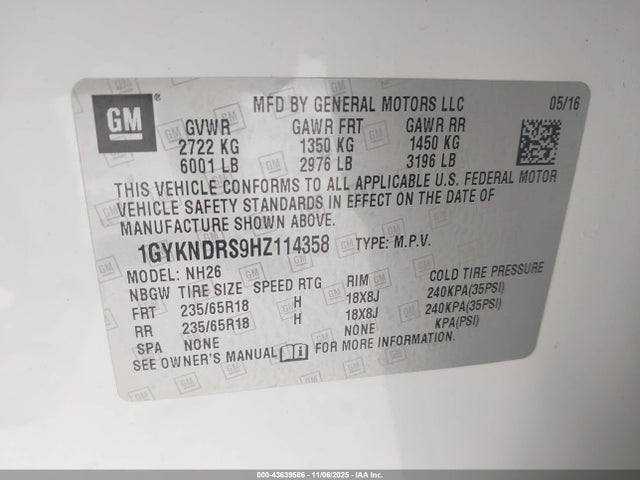 GM
MFD BY GENERAL MOTORS LLC 05/16
GVWR GAWR FRT GAWR RR
2722 KG 1350 KG 1450 KG
6001 LB 2976 LB 3196 LB
THIS VEHICLE CONFORMS TO ALL APPLICABLE U.S. FEDERAL MOTOR
VEHICLE SAFETY STANDARDS IN EFFECT ON THE DATE OF
MANUFACTURE SHOWN ABOVE.
1GYKNDRS9HZ114358 TYPE: M.P.V.
MODEL: NH26
NBGW TIRE SIZE SPEED RTG RIM COLD TIRE PRESSURE
FRT 235/65R18 H 18X8J 240KPA(35PSI)
RR 235/65R18 H 18X8J 240KPA(35PSI)
SPA NONE NONE KPA(PSI)
SEE OWNER'S MANUAL FOR MORE INFORMATION.
000-43639586 - 11/06/2025 - IAA Inc.